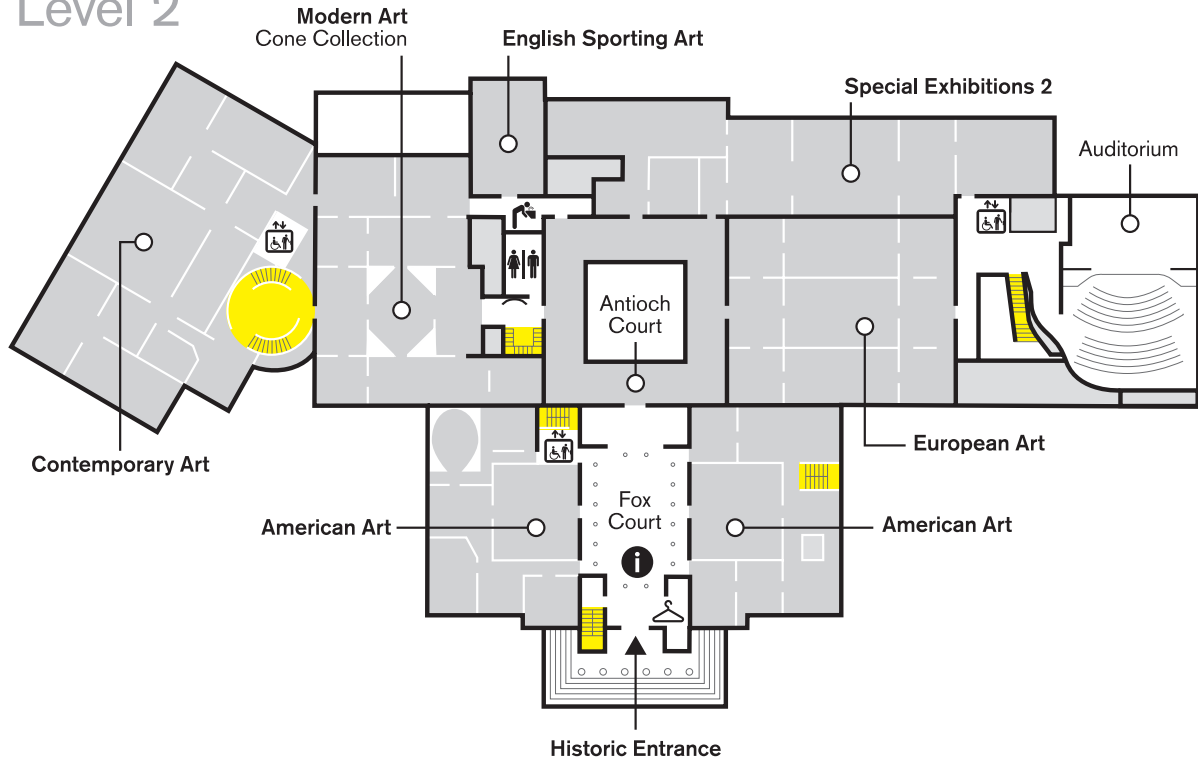 Level 2
Modern Art
Cone Collection
English Sporting Art
Special Exhibitions 2
Auditorium
Antioch
Court
European Art
Contemporary Art
Fox
Court
American Art
American Art
i
Historic Entrance